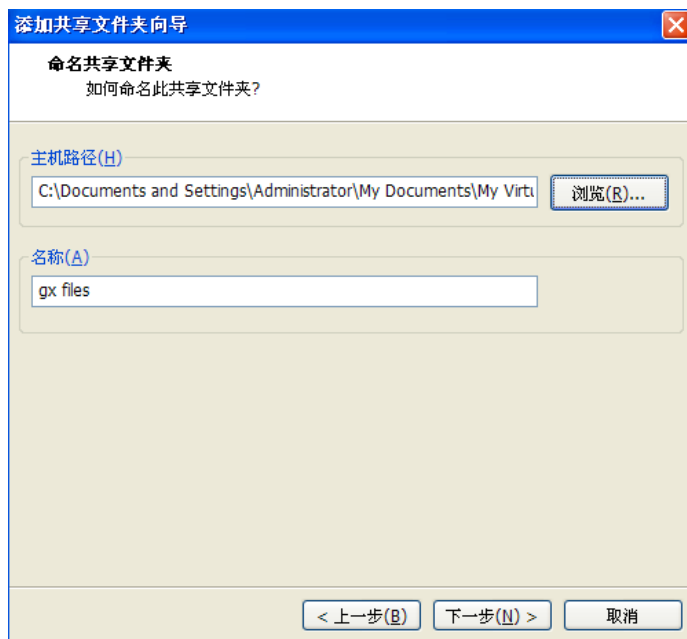 添加共享文件夹向导
命名共享文件夹
如何命名此共享文件夹?
主机路径(H)
C:\Documents and Settings\Administrator\My Documents\My Virtu
浏览(R)...
名称(A)
gx files
< 上一步(B) 下一步(N) > 取消